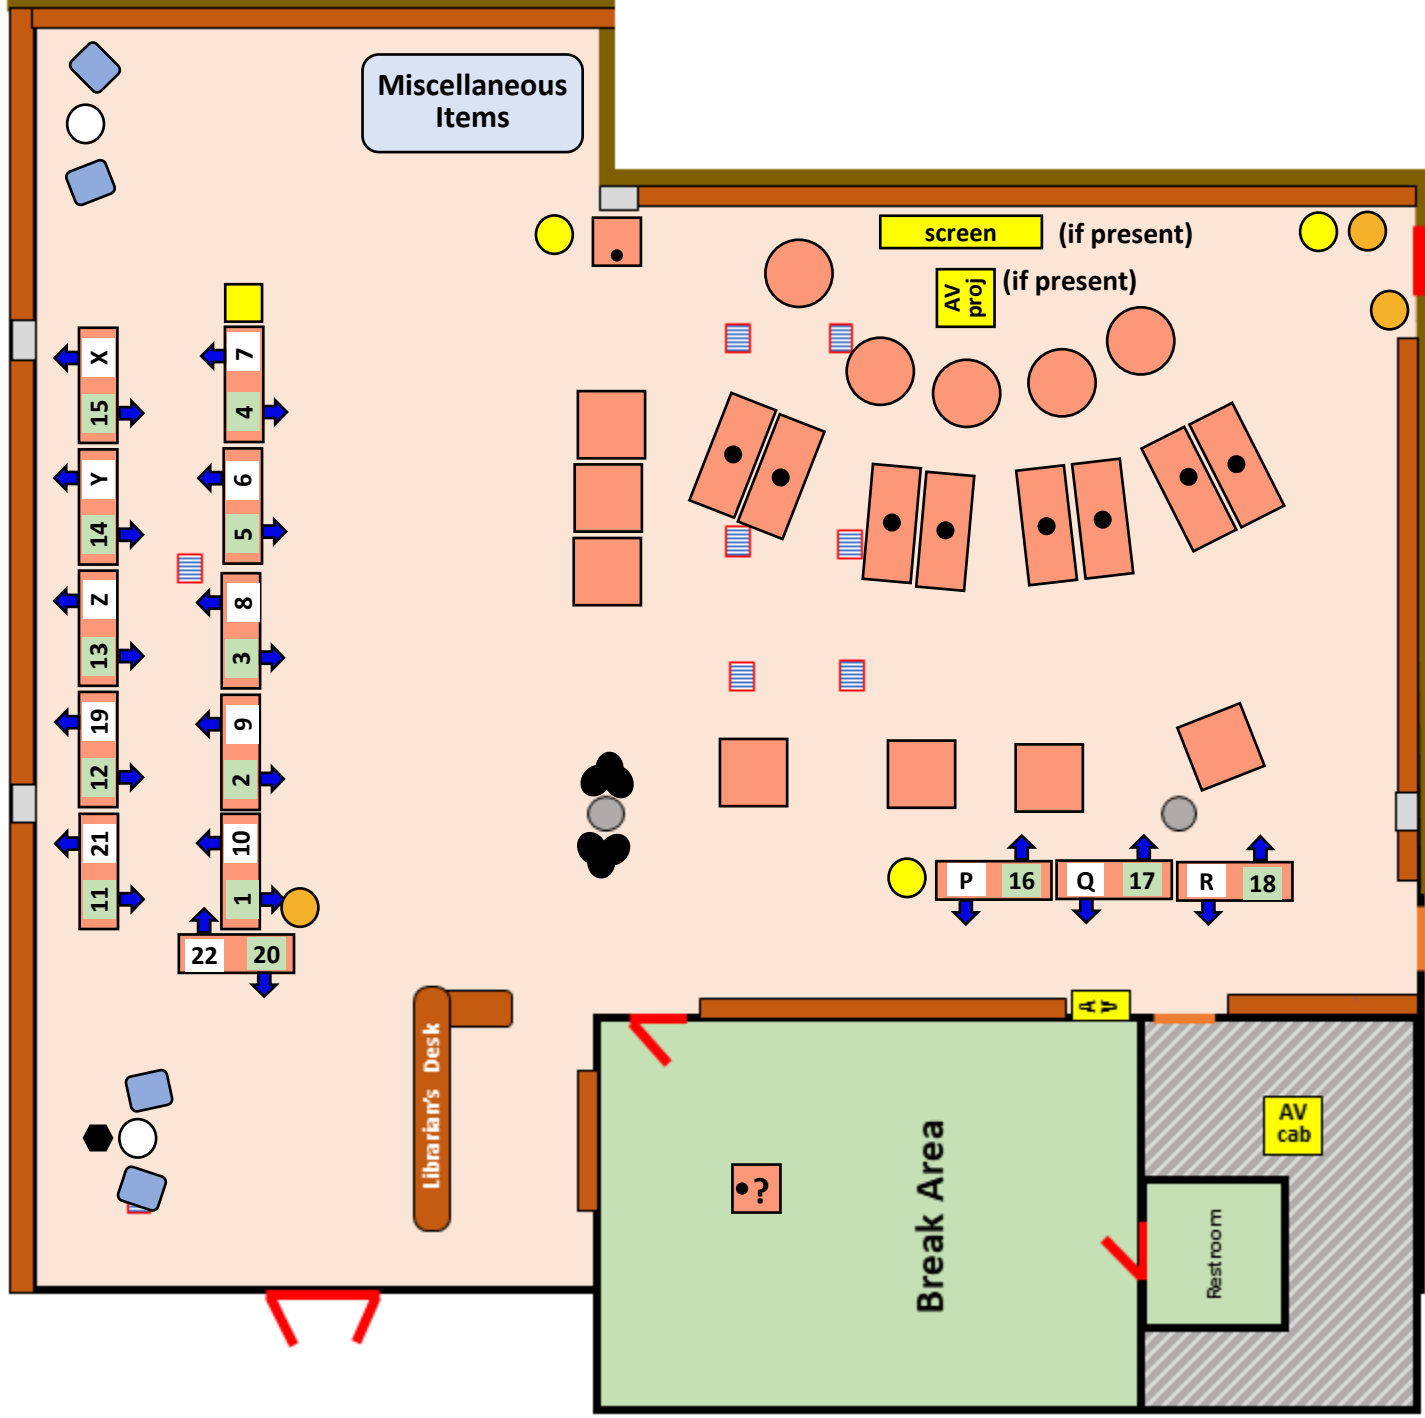 Miscellaneous
Items
screen
(if present)
AV
proj
(if present)
X
15
7
4
Y
14
6
5
Z
13
8
3
19
12
9
2
21
11
10
1
22
20
P
16
Q
17
R
18
AV
Librarian's Desk
Break Area
?
AV
cab
Restroom